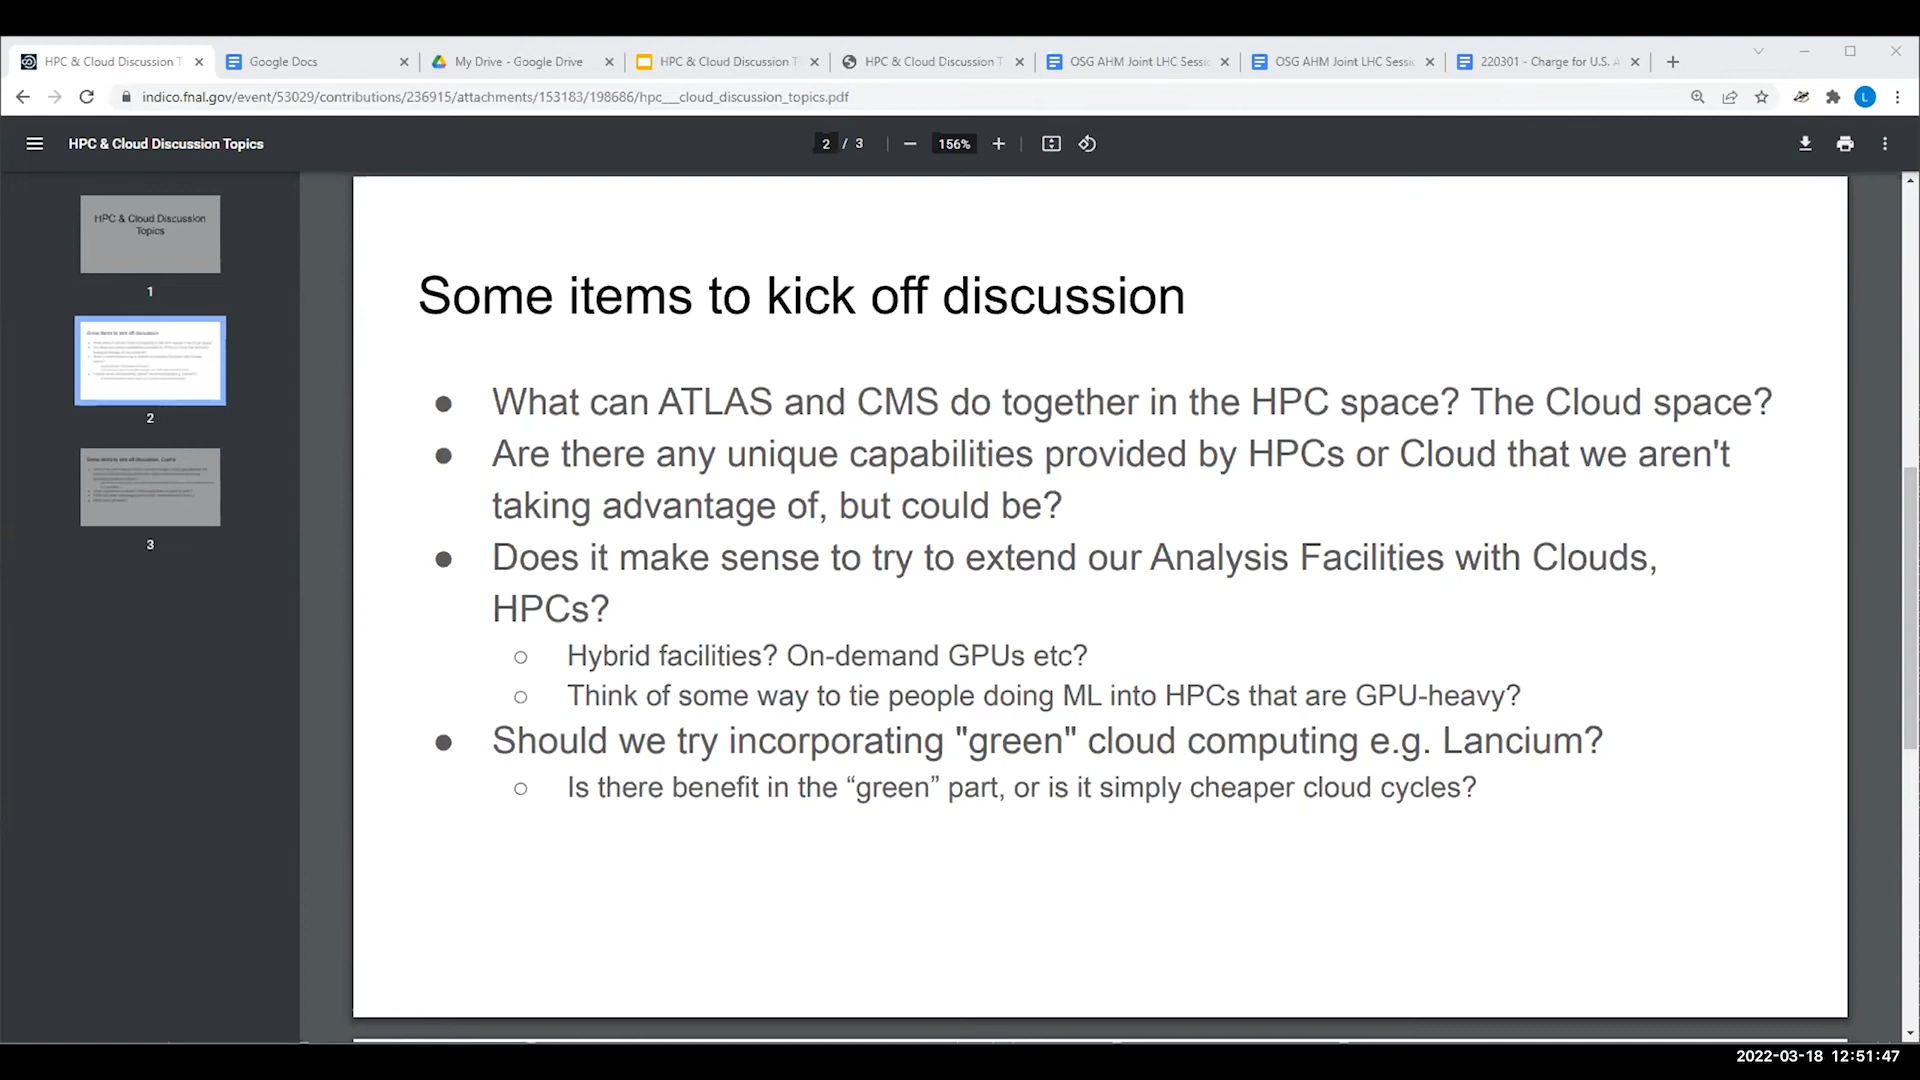 HPC & Cloud Discussion T
Google Docs
My Drive - Google Drive
HPC & Cloud Discussion T
HPC & Cloud Discussion T
OSG AHM Joint LHC Sessi
OSG AHM Joint LHC Sessi
220301 - Charge for U.S. A
indico.fnal.gov/event/53029/contributions/236915/attachments/153183/198686/hpc__cloud_discussion_topics.pdf
L
HPC & Cloud Discussion Topics
2 / 3
156%
HPC & Cloud Discussion
Topics
1
2
3
Some items to kick off discussion
● What can ATLAS and CMS do together in the HPC space? The Cloud space?
● Are there any unique capabilities provided by HPCs or Cloud that we aren't
taking advantage of, but could be?
● Does it make sense to try to extend our Analysis Facilities with Clouds,
HPCs?
○ Hybrid facilities? On-demand GPUs etc?
○ Think of some way to tie people doing ML into HPCs that are GPU-heavy?
● Should we try incorporating "green" cloud computing e.g. Lancium?
○ Is there benefit in the “green” part, or is it simply cheaper cloud cycles?
2022-03-18 12:51:47